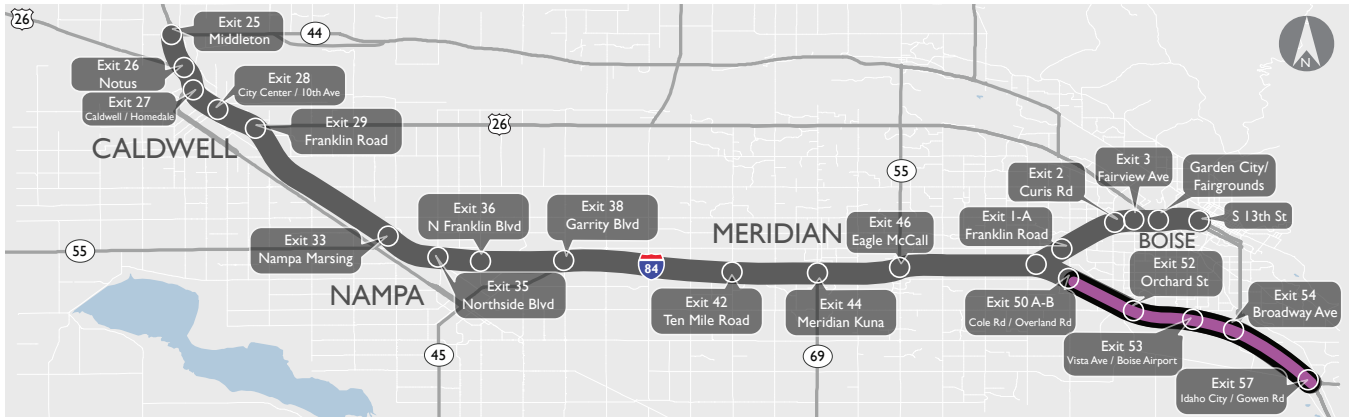 26
Exit 25
Middleton
44
Exit 26
Notus
Exit 28
City Center / 10th Ave
Exit 27
Caldwell / Homedale
Exit 29
Franklin Road
CALDWELL
26
55
Exit 33
Nampa Marsing
NAMPA
Exit 36
N Franklin Blvd
Exit 35
Northside Blvd
45
Exit 38
Garrity Blvd
84
MERIDIAN
Exit 42
Ten Mile Road
Exit 44
Meridian Kuna
69
55
Exit 46
Eagle McCall
Exit 1-A
Franklin Road
Exit 2
Curis Rd
Exit 3
Fairview Ave
Garden City/
Fairgrounds
S 13th St
BOISE
Exit 50 A-B
Cole Rd / Overland Rd
Exit 52
Orchard St
Exit 53
Vista Ave / Boise Airport
Exit 54
Broadway Ave
Exit 57
Idaho City / Gowen Rd
N